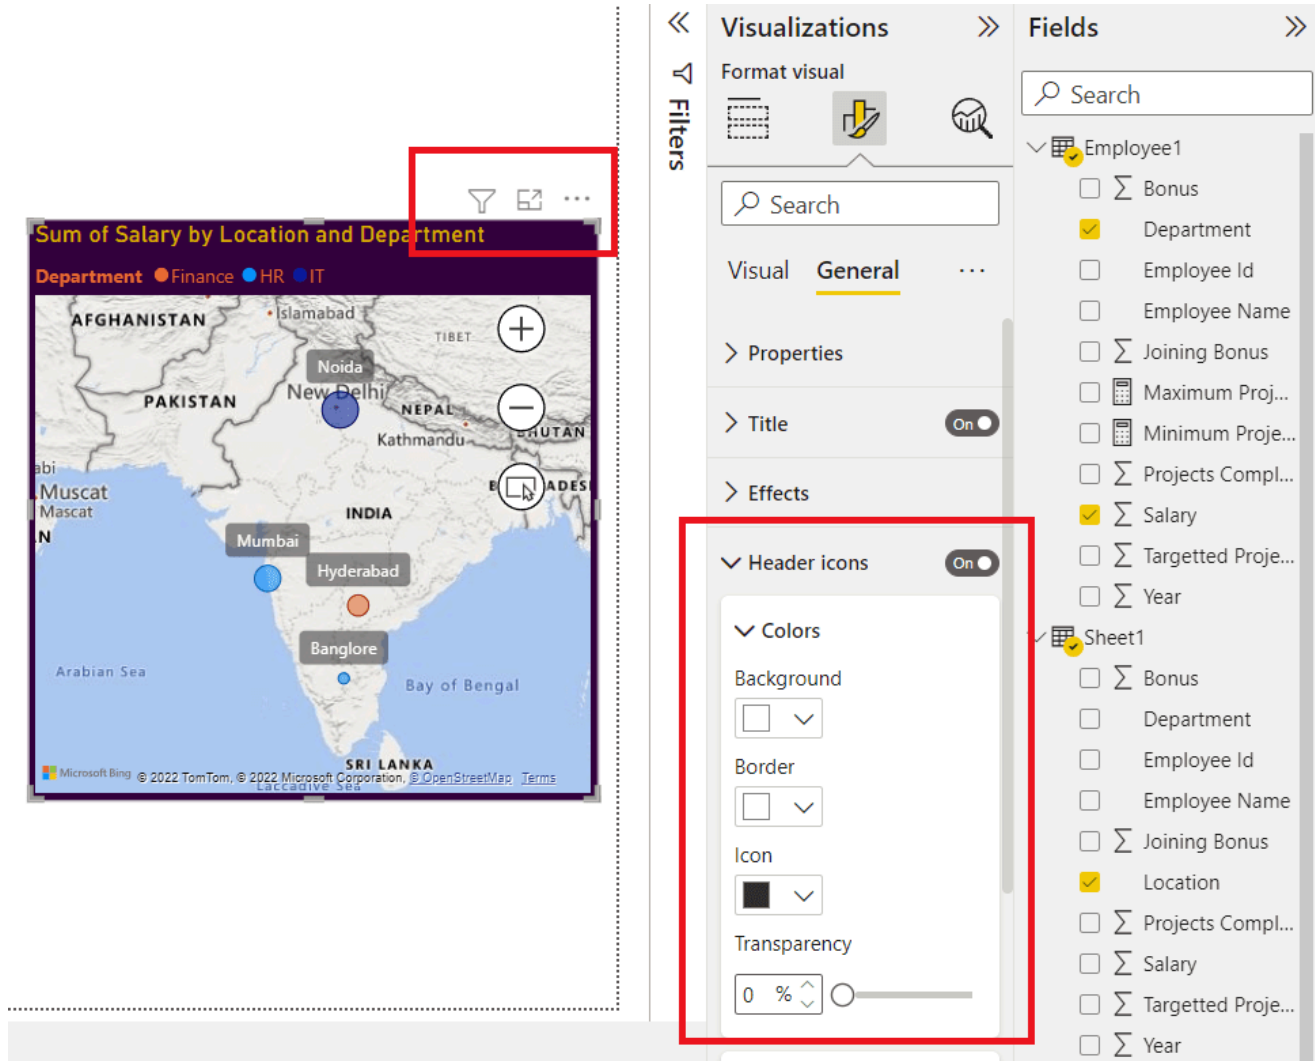 Sum of Salary by Location and Department
Department Finance HR IT
AFGHANISTAN
Islamabad
TIBET
Noida
New Delhi
PAKISTAN
NEPAL
Kathmandu
BHUTAN
abi
Muscat
Mascat
ADES
N
INDIA
Mumbai
Hyderabad
Banglore
Arabian Sea
Bay of Bengal
SRI LANKA
Microsoft Bing © 2022 TomTom, © 2022 Microsoft Corporation, © OpenStreetMap Terms
Laccadive Sea
Filters
Visualizations
Format visual
Search
Visual General ...
Properties
Title On
Effects
Header icons On
Colors
Background
Border
Icon
Transparency
0 %
Fields
Search
Employee1
Bonus
Department
Employee Id
Employee Name
Joining Bonus
Maximum Proj...
Minimum Proje...
Projects Compl...
Salary
Targetted Proje...
Year
Sheet1
Bonus
Department
Employee Id
Employee Name
Joining Bonus
Location
Projects Compl...
Salary
Targetted Proje...
Year